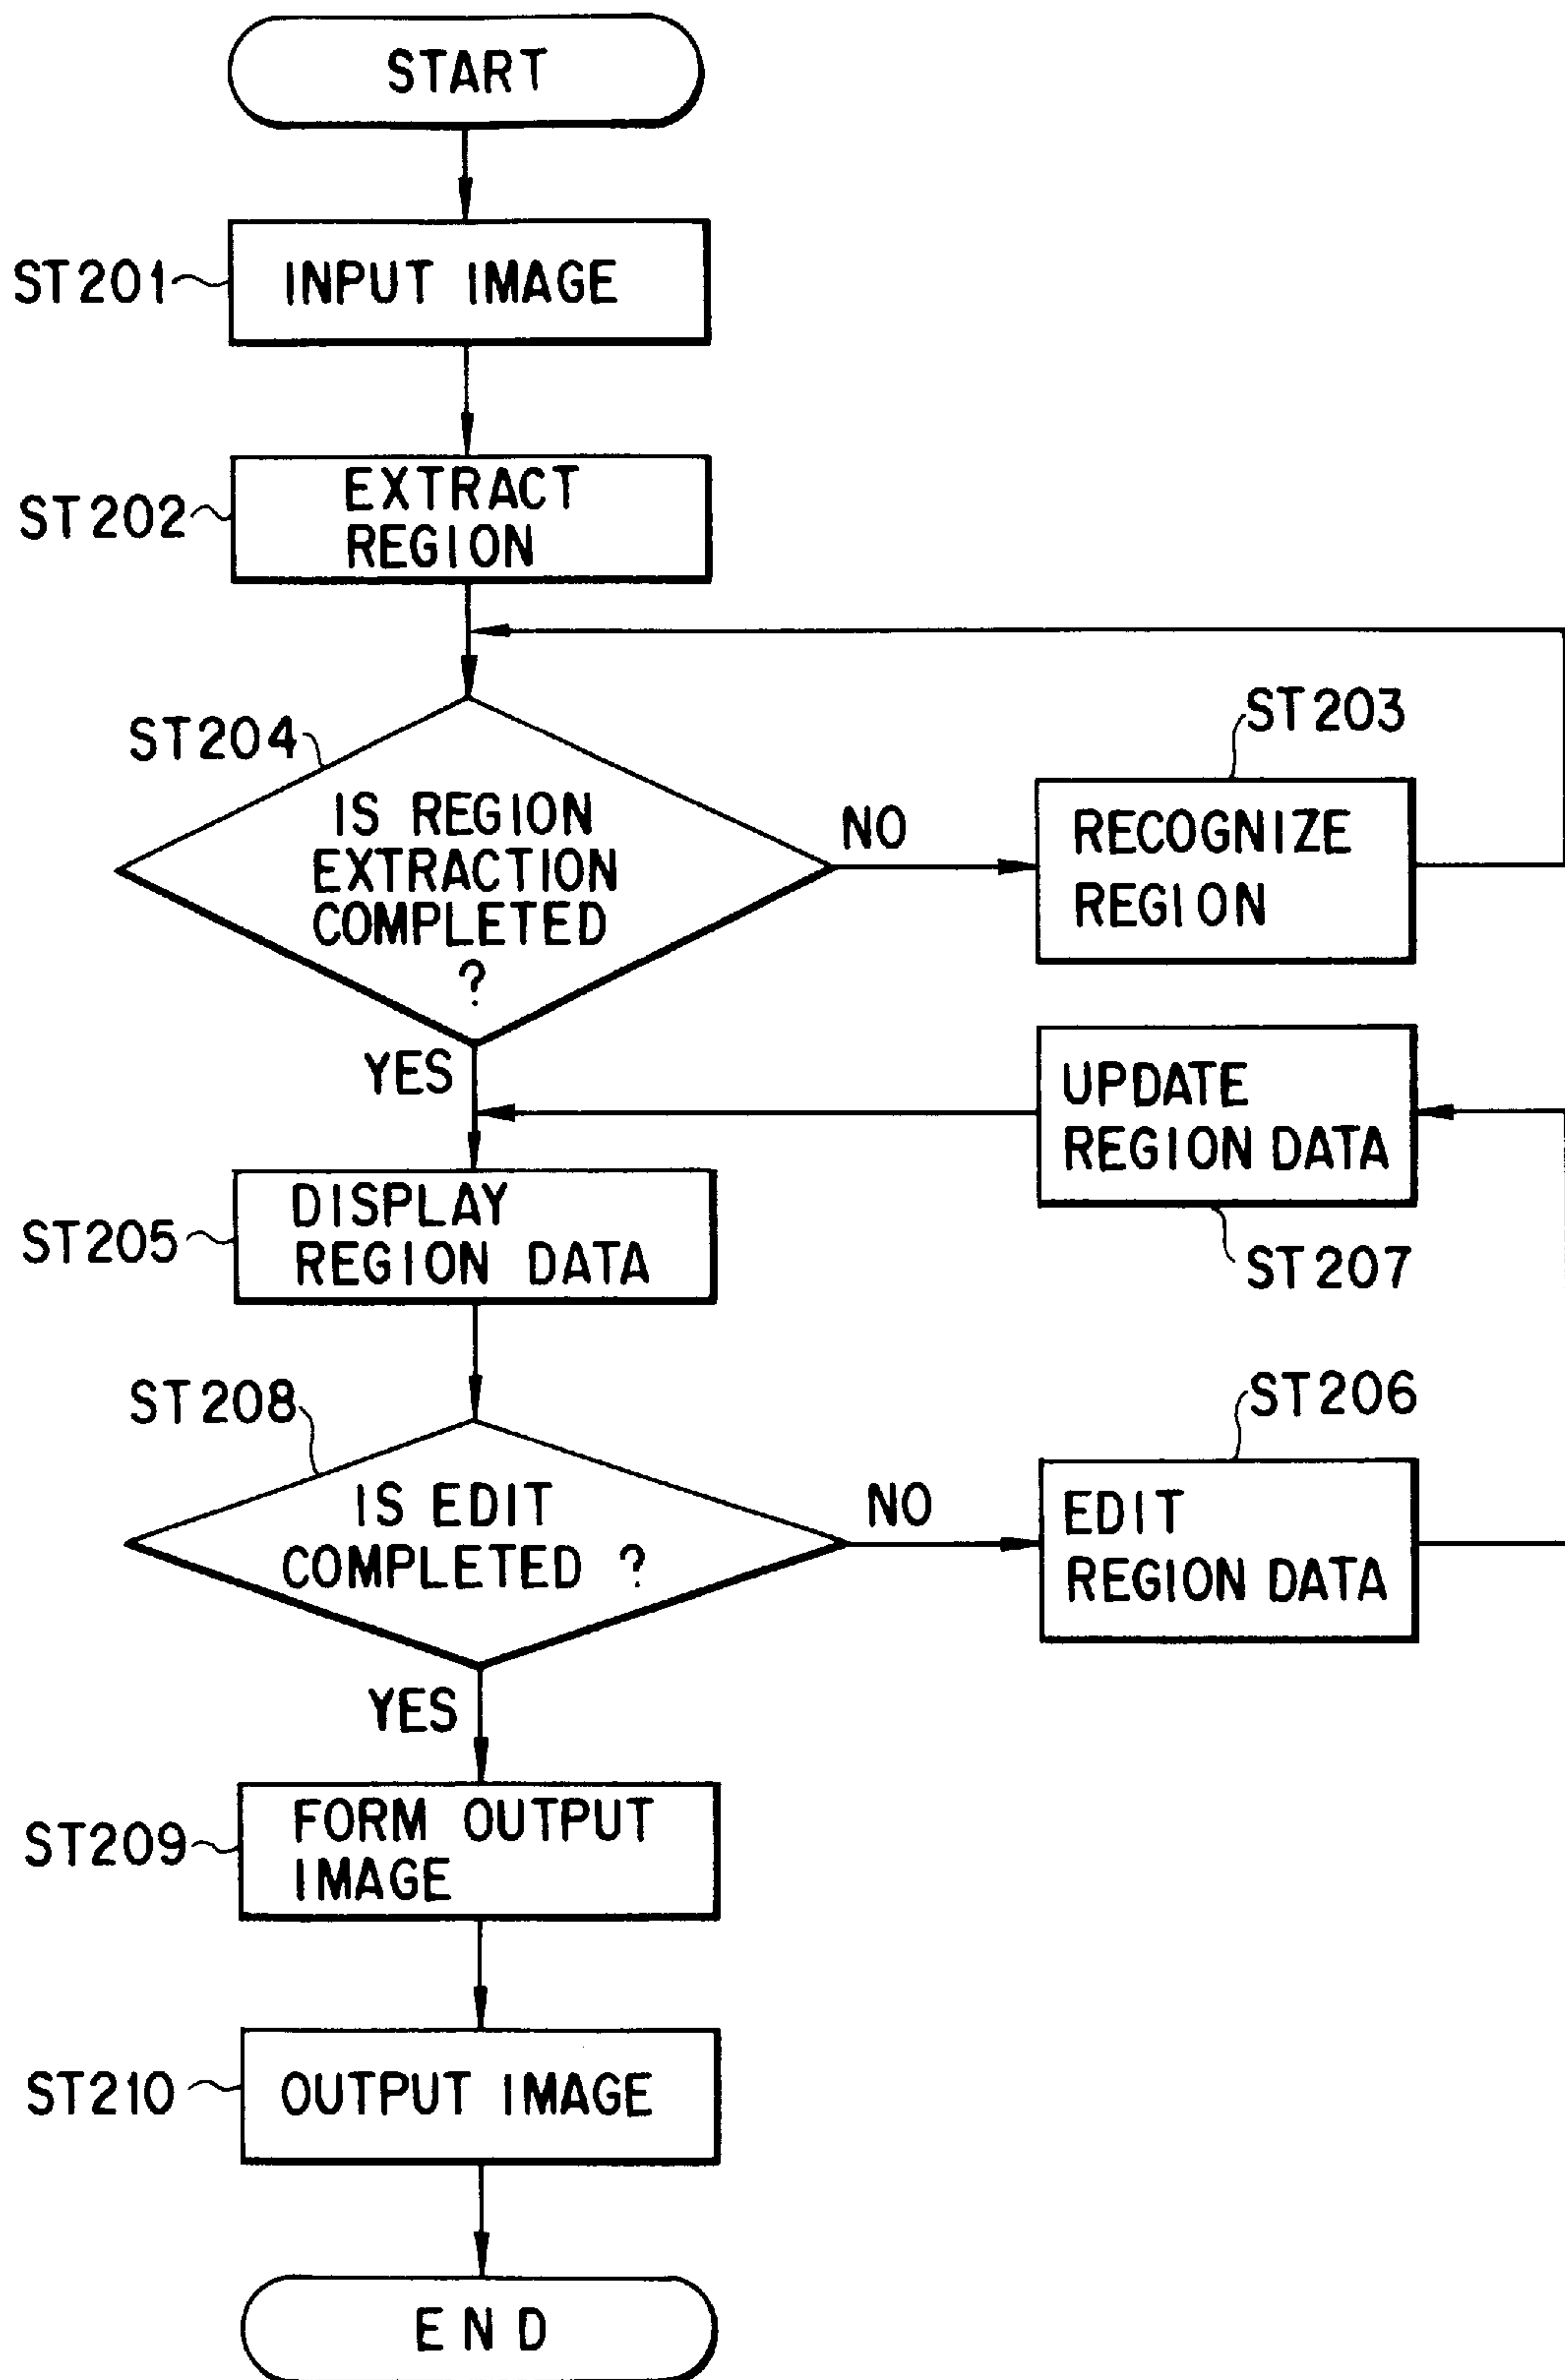 START
ST201
INPUT IMAGE
ST202
EXTRACT
REGION
ST204
IS REGION
EXTRACTION
COMPLETED
?
NO
ST203
RECOGNIZE
REGION
YES
UPDATE
REGION DATA
ST207
ST205
DISPLAY
REGION DATA
ST208
IS EDIT
COMPLETED ?
NO
ST206
EDIT
REGION DATA
YES
ST209
FORM OUTPUT
IMAGE
ST210
OUTPUT IMAGE
END